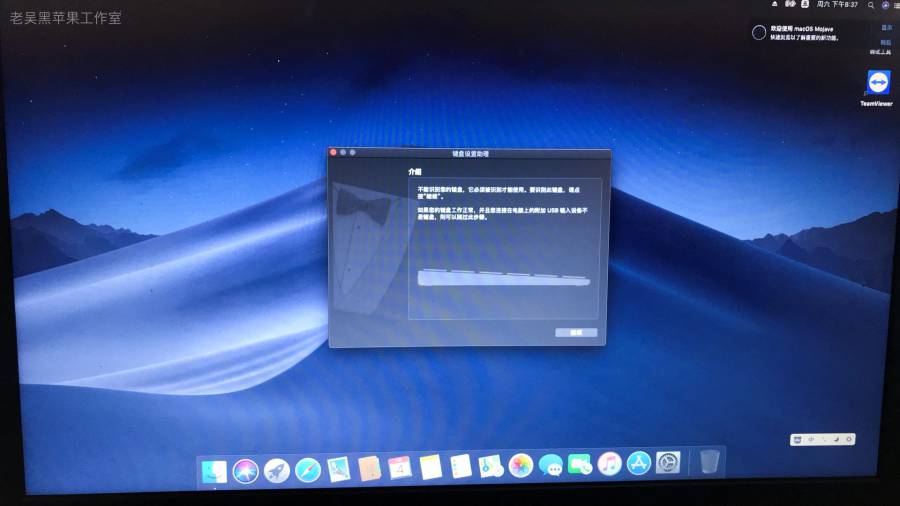 老吴黑苹果工作室
周六 下午8:37
欢迎使用 macOS Mojave
快速浏览以了解重要的新功能。
显示
稍后
调试工具
TeamViewer
键盘设置助理
介绍
不能识别您的键盘，它必须被识别才能使用。要识别此键盘，请点
按“继续”。
如果您的键盘工作正常，并且您连接在电脑上的附加 USB 输入设备不
是键盘，则可以跳过此步骤。
继续
4